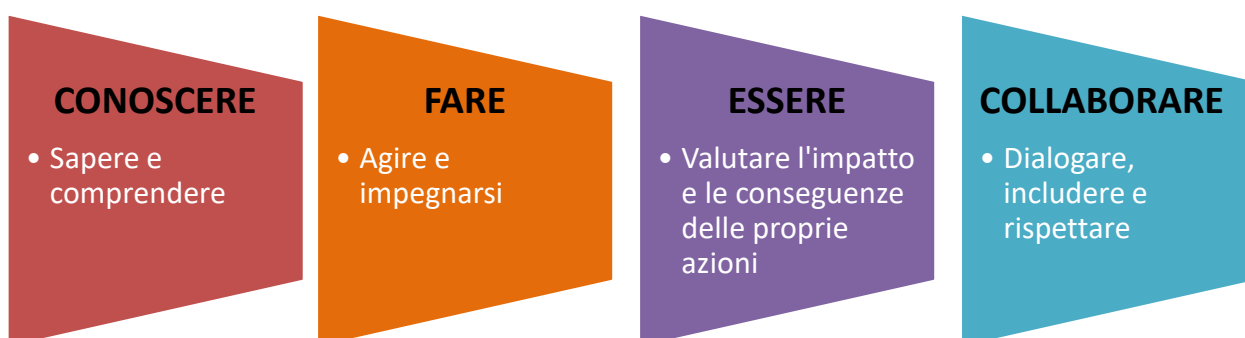 CONOSCERE
• Sapere e
comprendere
FARE
• Agire e
impegnarsi
ESSERE
• Valutare l'impatto
e le conseguenze
delle proprie
azioni
COLLABORARE
• Dialogare,
includere e
rispettare